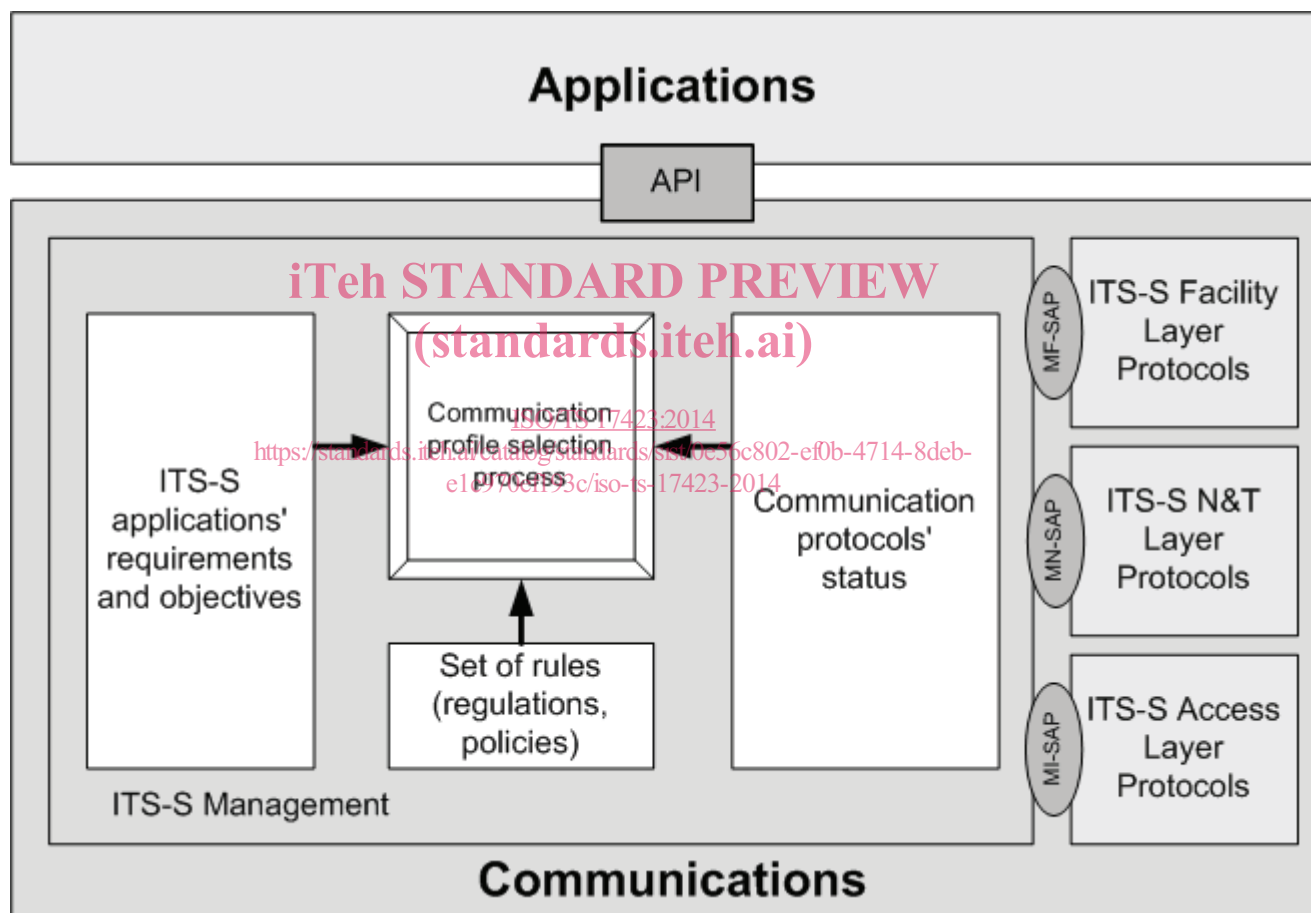 Applications
API
iTeh STANDARD PREVIEW
(standards.iteh.ai)
ISO/TS 17423:2014
ITS-S
applications'
requirements
and objectives
Communication
profile selection
process
Set of rules
(regulations,
policies)
Communication
protocols'
status
ITS-S Management
MF-SAP
ITS-S Facility
Layer
Protocols
MN-SAP
ITS-S N&T
Layer
Protocols
MI-SAP
ITS-S Access
Layer
Protocols
Communications